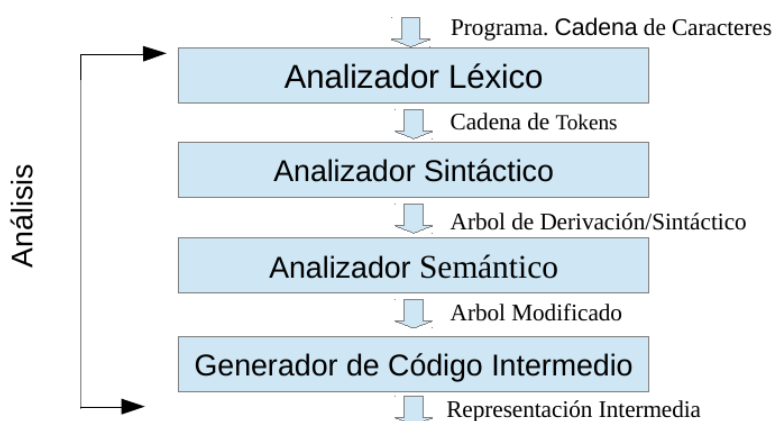 Programa. Cadena de Caracteres
Analizador Léxico
Cadena de Tokens
Analizador Sintáctico
Arbol de Derivación/Sintáctico
Análisis
Analizador Semántico
Arbol Modificado
Generador de Código Intermedio
Representación Intermedia